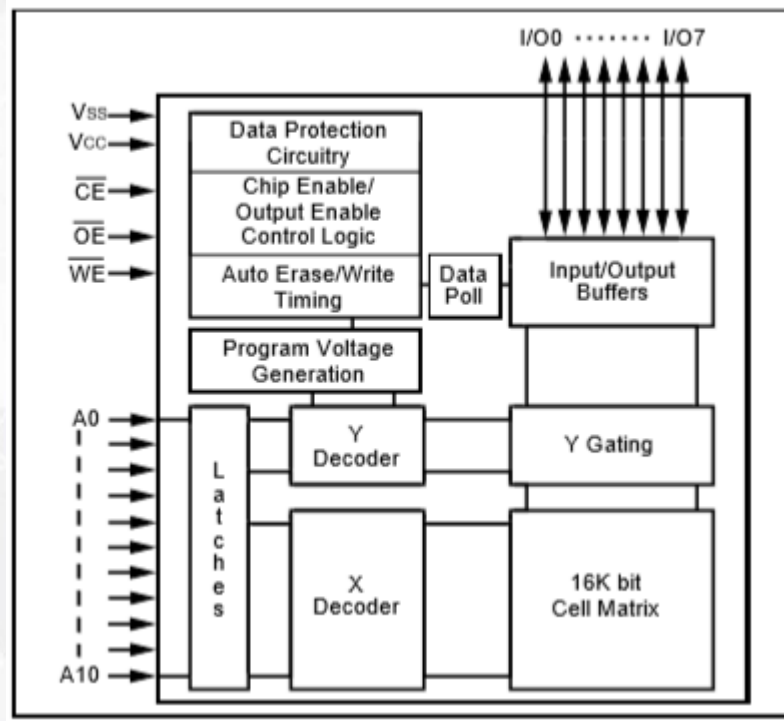 I/O0 ········ I/O7
VSS
VCC
CE
OE
WE
Data Protection
Circuitry
Chip Enable/
Output Enable
Control Logic
Auto Erase/Write
Timing
Data
Poll
Input/Output
Buffers
Program Voltage
Generation
A0
A10
Latches
Y
Decoder
Y Gating
X
Decoder
16K bit
Cell Matrix